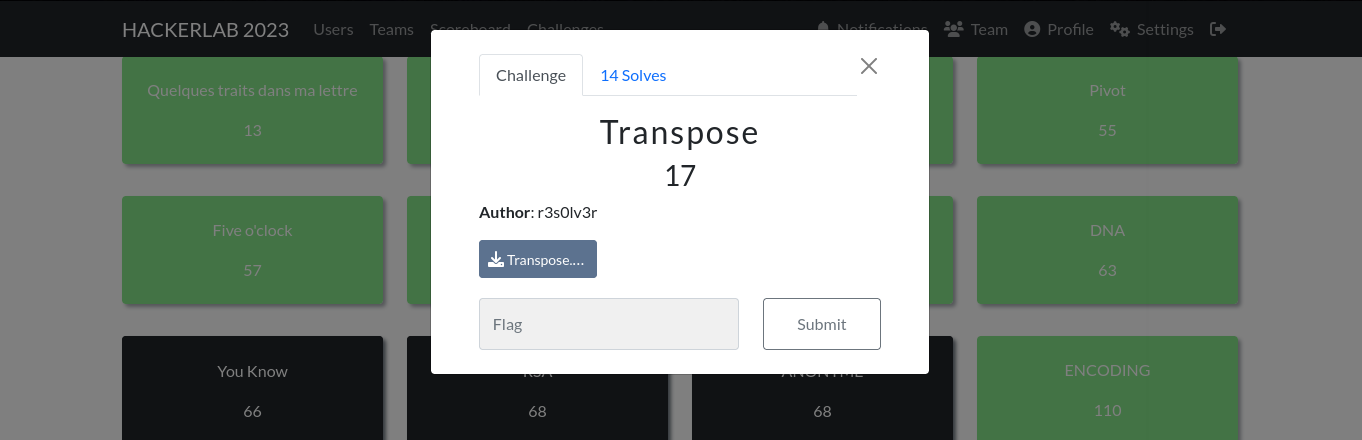 HACKERLAB 2023 Users Teams Scoreboard Challenges Notifications Team Profile Settings
Challenge 14 Solves
Quelques traits dans ma lettre
13
Pivot
55
Transpose
17
Author: r3s0lv3r
Transpose....
Flag
Submit
Five o'clock
57
DNA
63
You Know
66
RSA
68
ANONYME
68
ENCODING
110